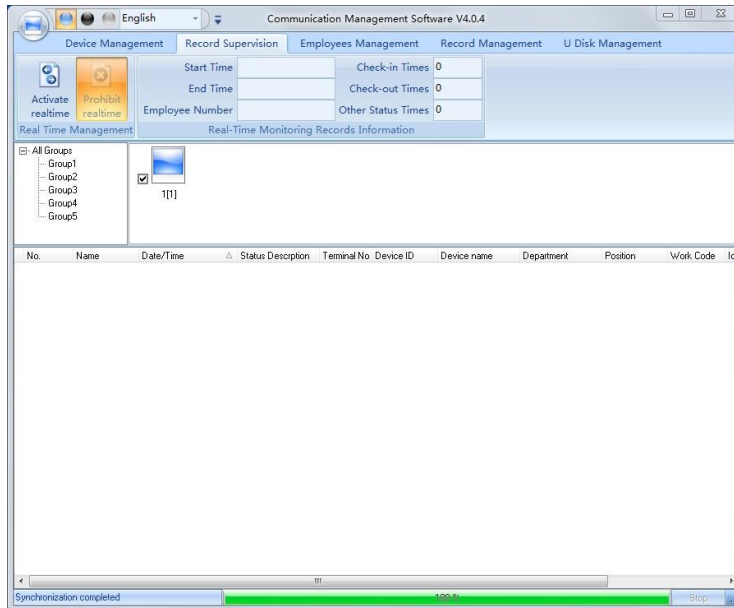 English
Communication Management Software V4.0.4
Device Management
Record Supervision
Employees Management
Record Management
U Disk Management
Activate realtime
Prohibit realtime
Real Time Management
Start Time
End Time
Employee Number
Check-in Times 0
Check-out Times 0
Other Status Times 0
Real-Time Monitoring Records Information
All Groups
Group1
Group2
Group3
Group4
Group5
1[1]
No. Name Date/Time Status Descrption Terminal No Device ID Device name Department Position Work Code
Synchronization completed
100 %
Stop